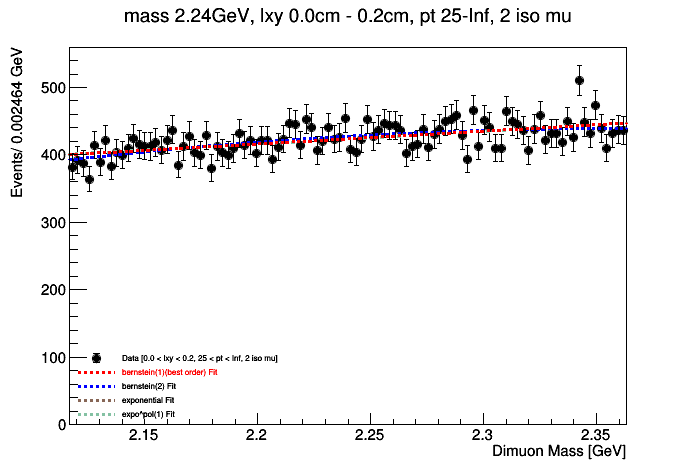 mass 2.24GeV, lxy 0.0cm - 0.2cm, pt 25-Inf, 2 iso mu
Events/ 0.002464 GeV
500
400
300
200
100
0
Data [0.0 < lxy < 0.2, 25 < pt < Inf, 2 iso mu]
bernstein(1)(best order) Fit
bernstein(2) Fit
exponential Fit
expo*pol(1) Fit
2.15 2.2 2.25 2.3 2.35
Dimuon Mass [GeV]